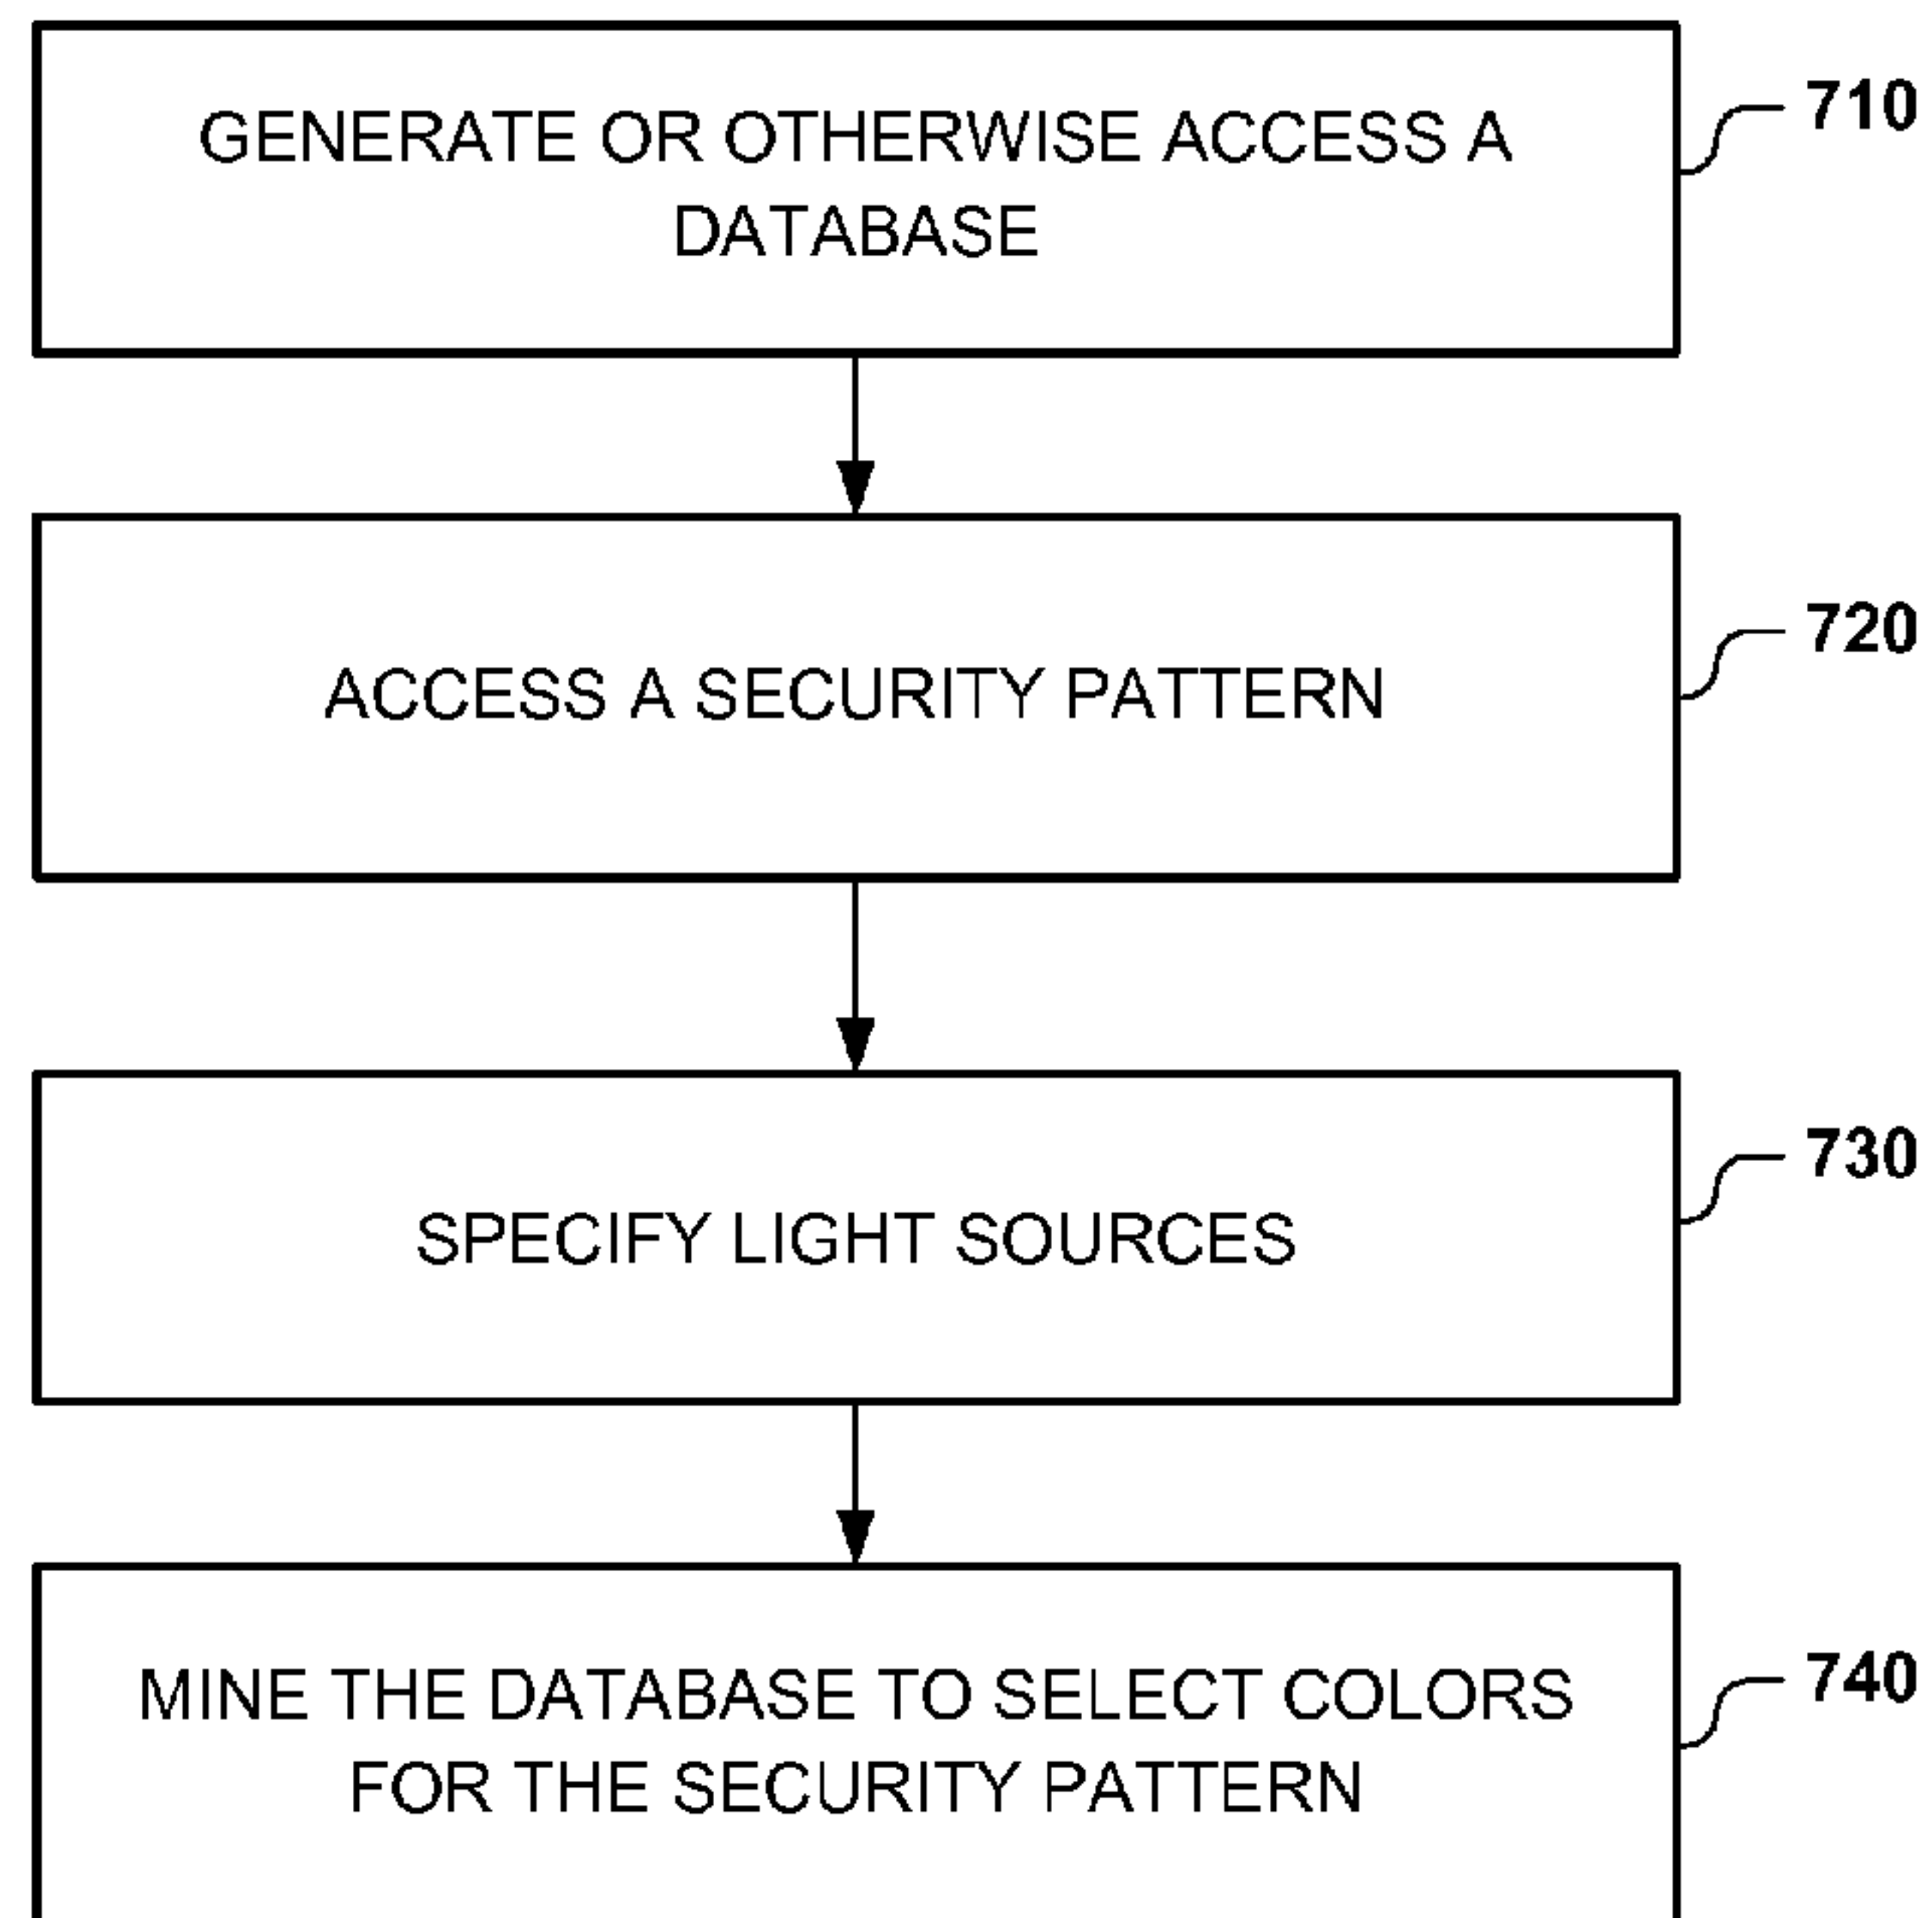 GENERATE OR OTHERWISE ACCESS A
DATABASE
710
ACCESS A SECURITY PATTERN
720
SPECIFY LIGHT SOURCES
730
MINE THE DATABASE TO SELECT COLORS
FOR THE SECURITY PATTERN
740